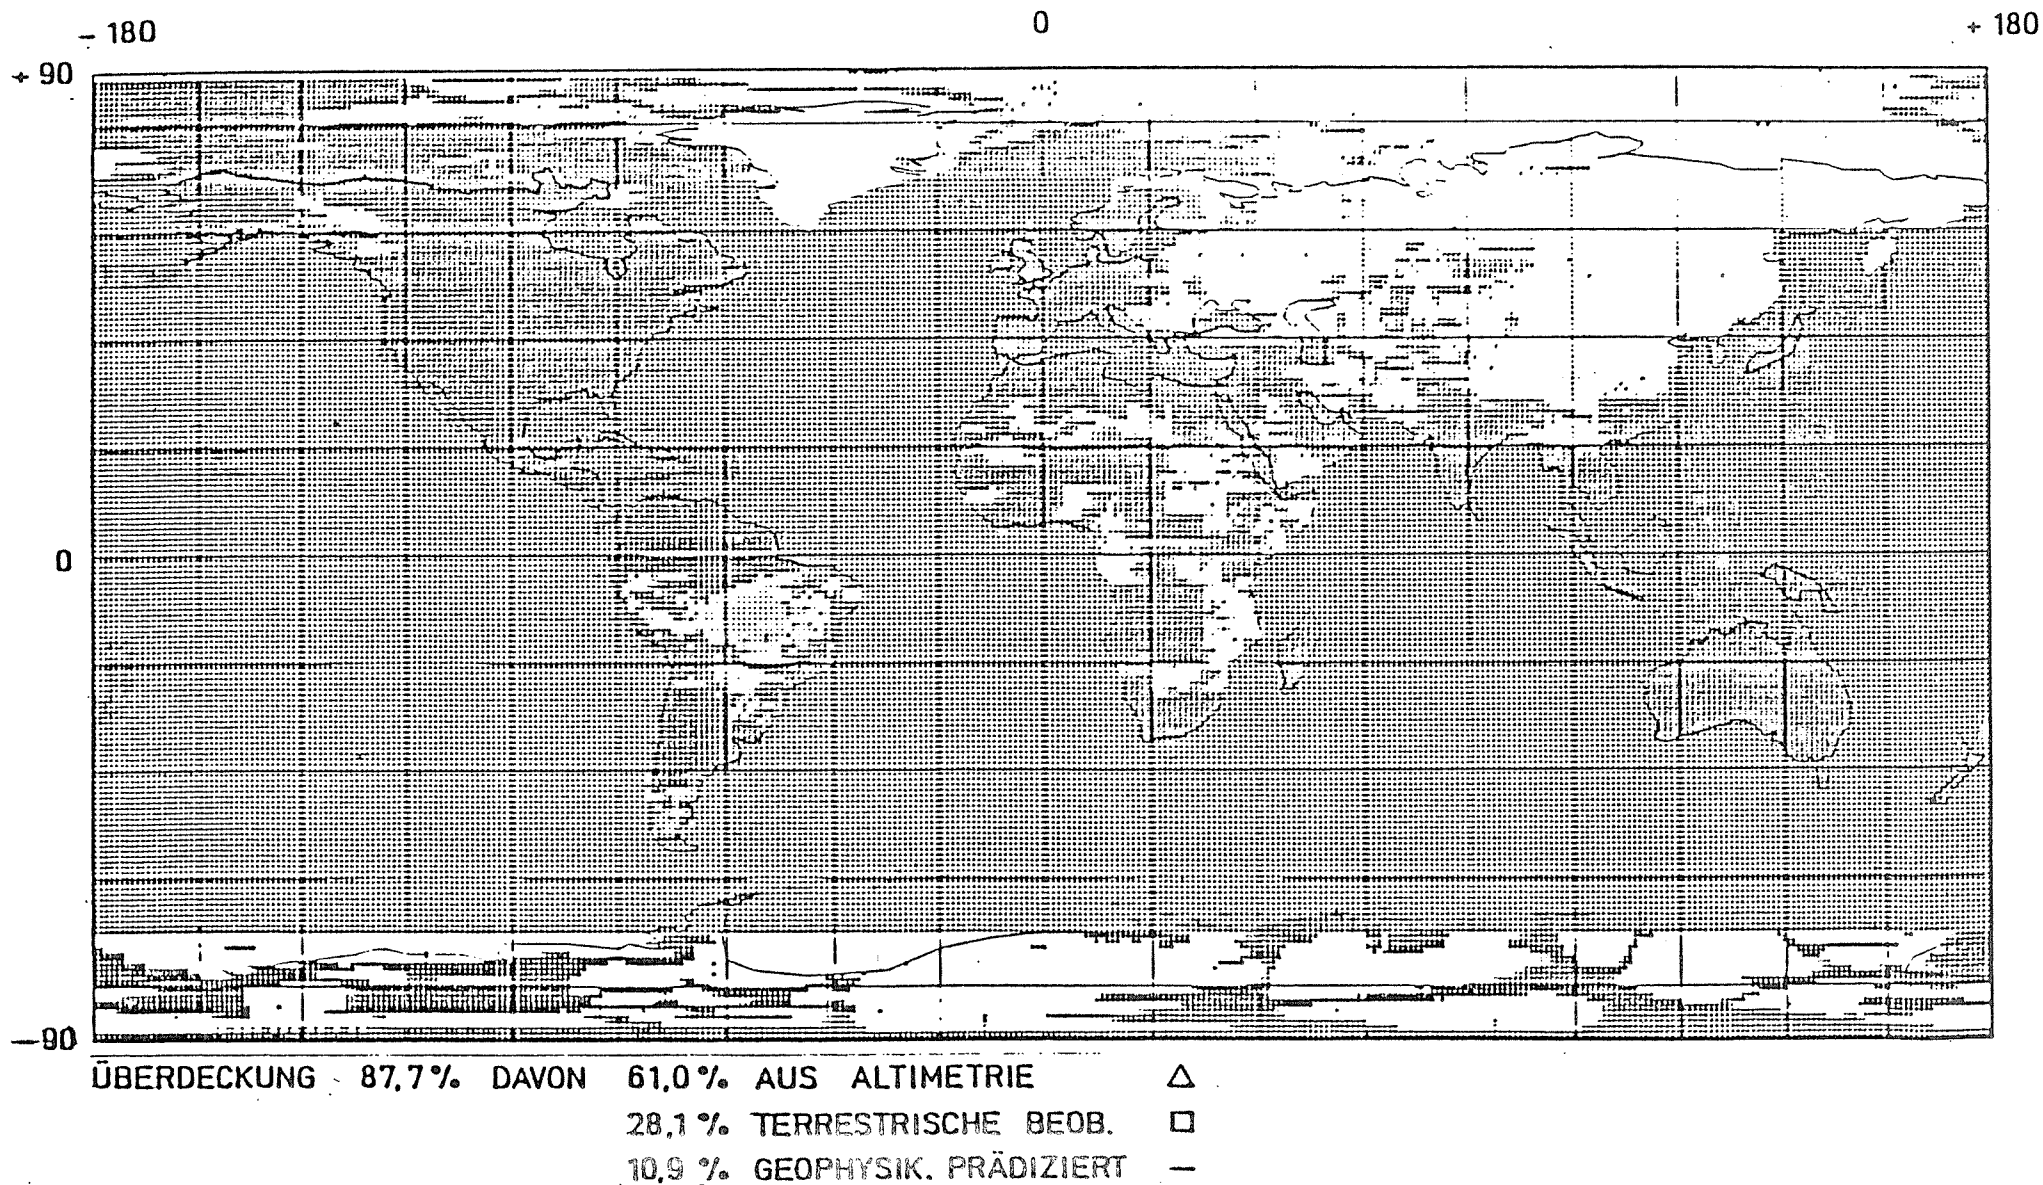 - 180 0 + 180
+ 90
0
-90
ÜBERDECKUNG 87,7% DAVON 61,0% AUS ALTIMETRIE △
28,1% TERRESTRISCHE BEOB. □
10,9 % GEOPHYSIK. PRÄDIZIERT —